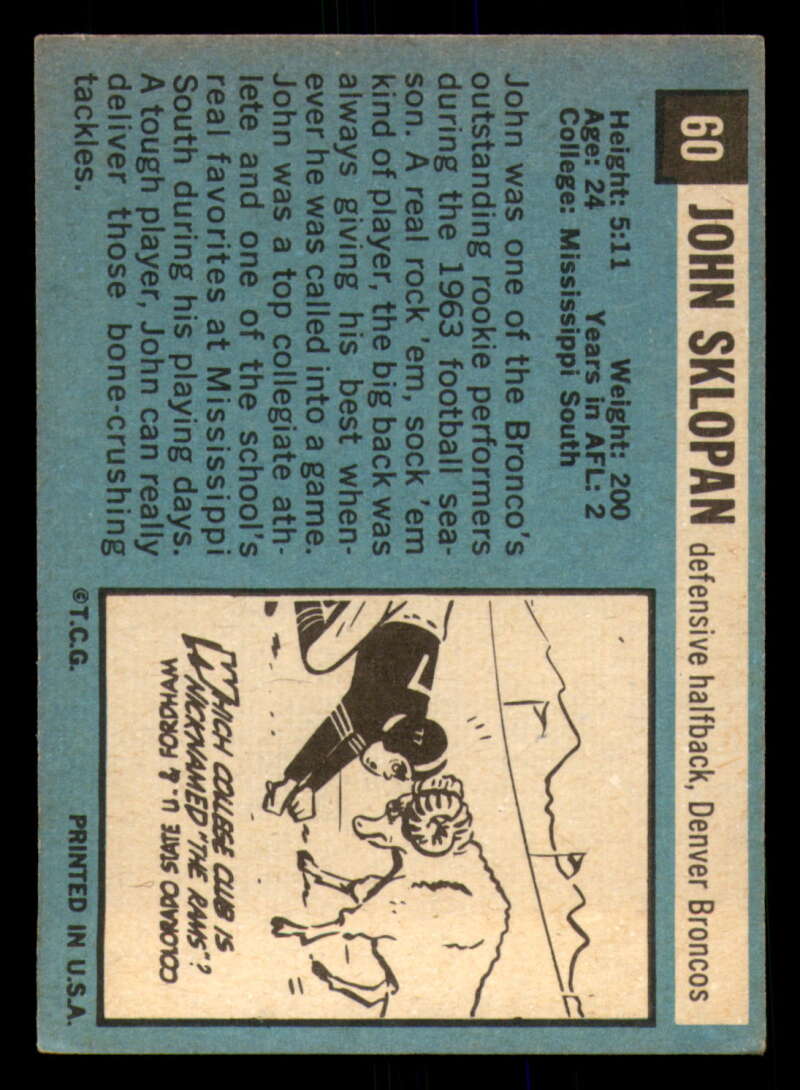 60
JOHN SKLOPAN defensive halfback, Denver Broncos
Height: 5:11 Weight: 200
Age: 24 Years in AFL: 2
College: Mississippi South
John was one of the Bronco's
outstanding rookie performers
during the 1963 football sea-
son. A real rock 'em, sock 'em
kind of player, the big back was
always giving his best when-
ever he was called into a game.
John was a top collegiate ath-
lete and one of the school's
real favorites at Mississippi
South during his playing days.
A tough player, John can really
deliver those bone-crushing
tackles.
7
WHICH COLLEGE CLUB IS
NICKNAMED "THE RAMS"?
COLORADO STATE U. & FORDHAM
©T.C.G. PRINTED IN U.S.A.